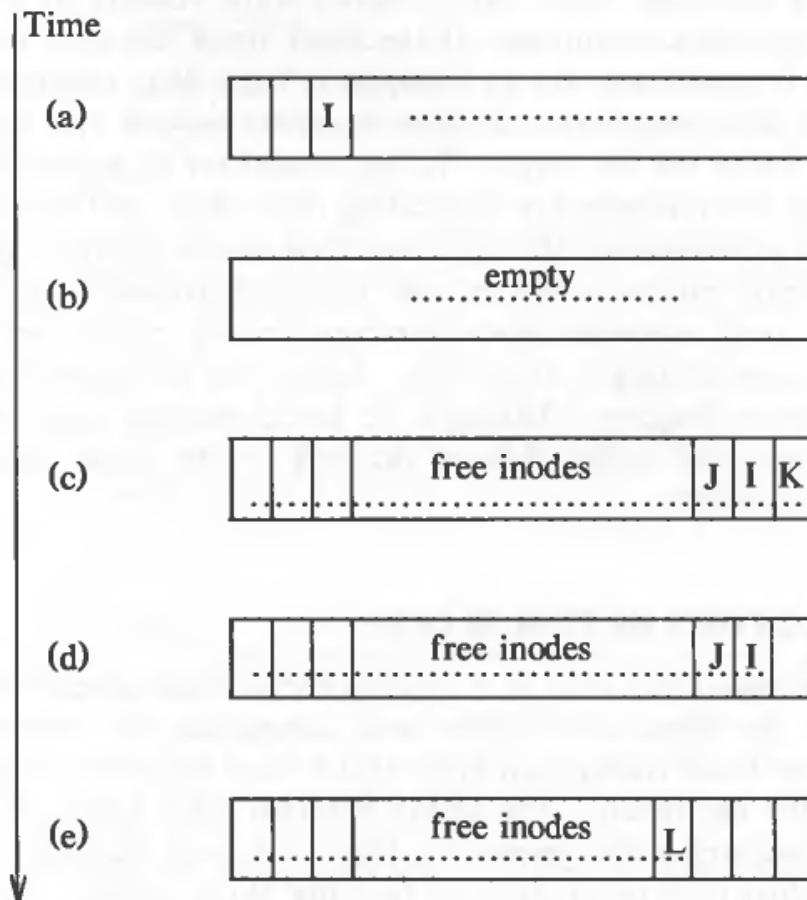 Time
(a) I
(b) empty
(c) free inodes J I K
(d) free inodes J I
(e) free inodes L